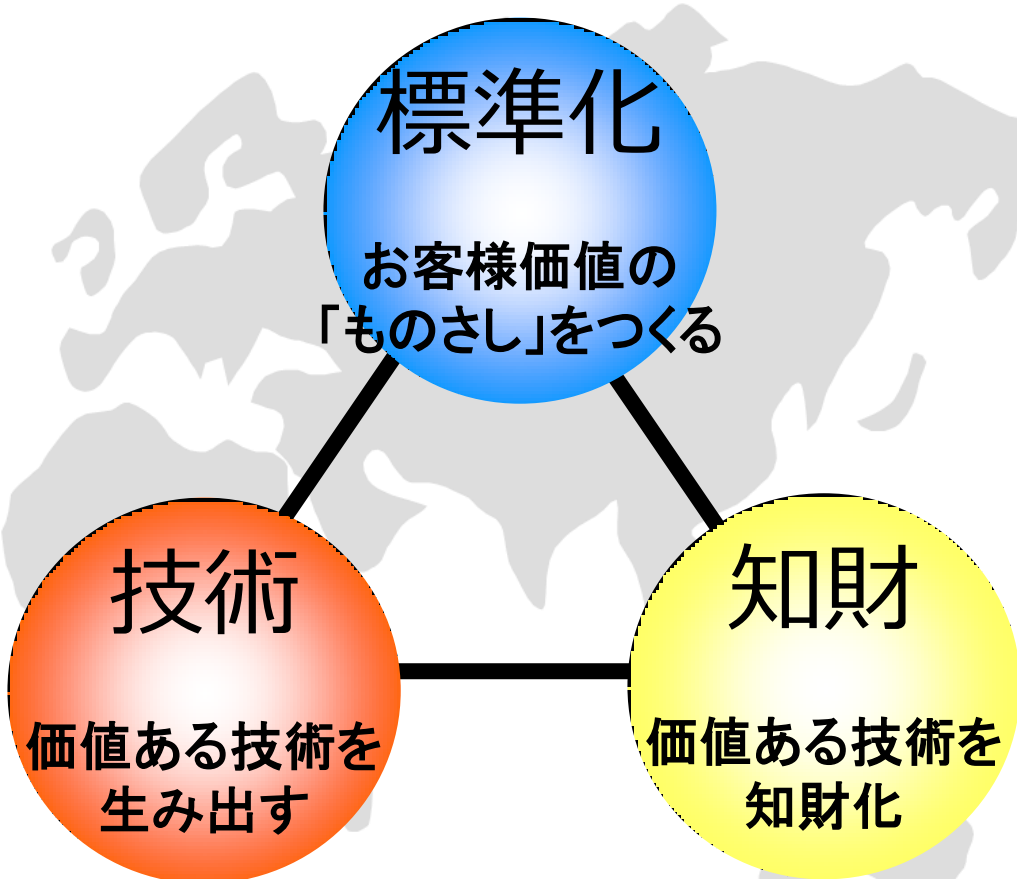 標準化
お客様価値の
「ものさし」をつくる
技術
価値ある技術を
生み出す
知財
価値ある技術を
知財化